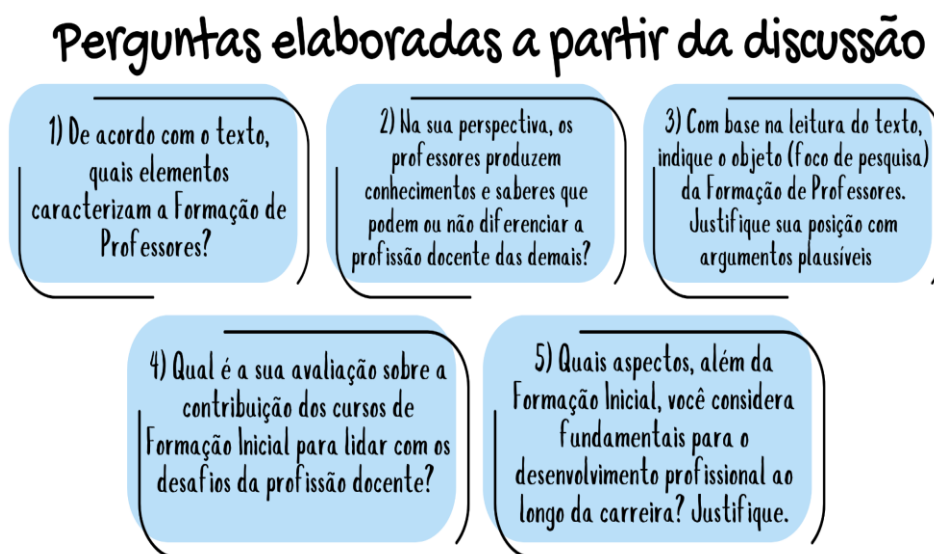 Perguntas elaboradas a partir da discussão
1) De acordo com o texto,
quais elementos
caracterizam a Formação de
Professores?
2) Na sua perspectiva, os
professores produzem
conhecimentos e saberes que
podem ou não diferenciar a
profissão docente das demais?
3) Com base na leitura do texto,
indique o objeto (foco de pesquisa)
da Formação de Professores.
Justifique sua posição com
argumentos plausíveis
4) Qual é a sua avaliação sobre a
contribuição dos cursos de
Formação Inicial para lidar com os
desafios da profissão docente?
5) Quais aspectos, além da
Formação Inicial, você considera
fundamentais para o
desenvolvimento profissional ao
longo da carreira? Justifique.